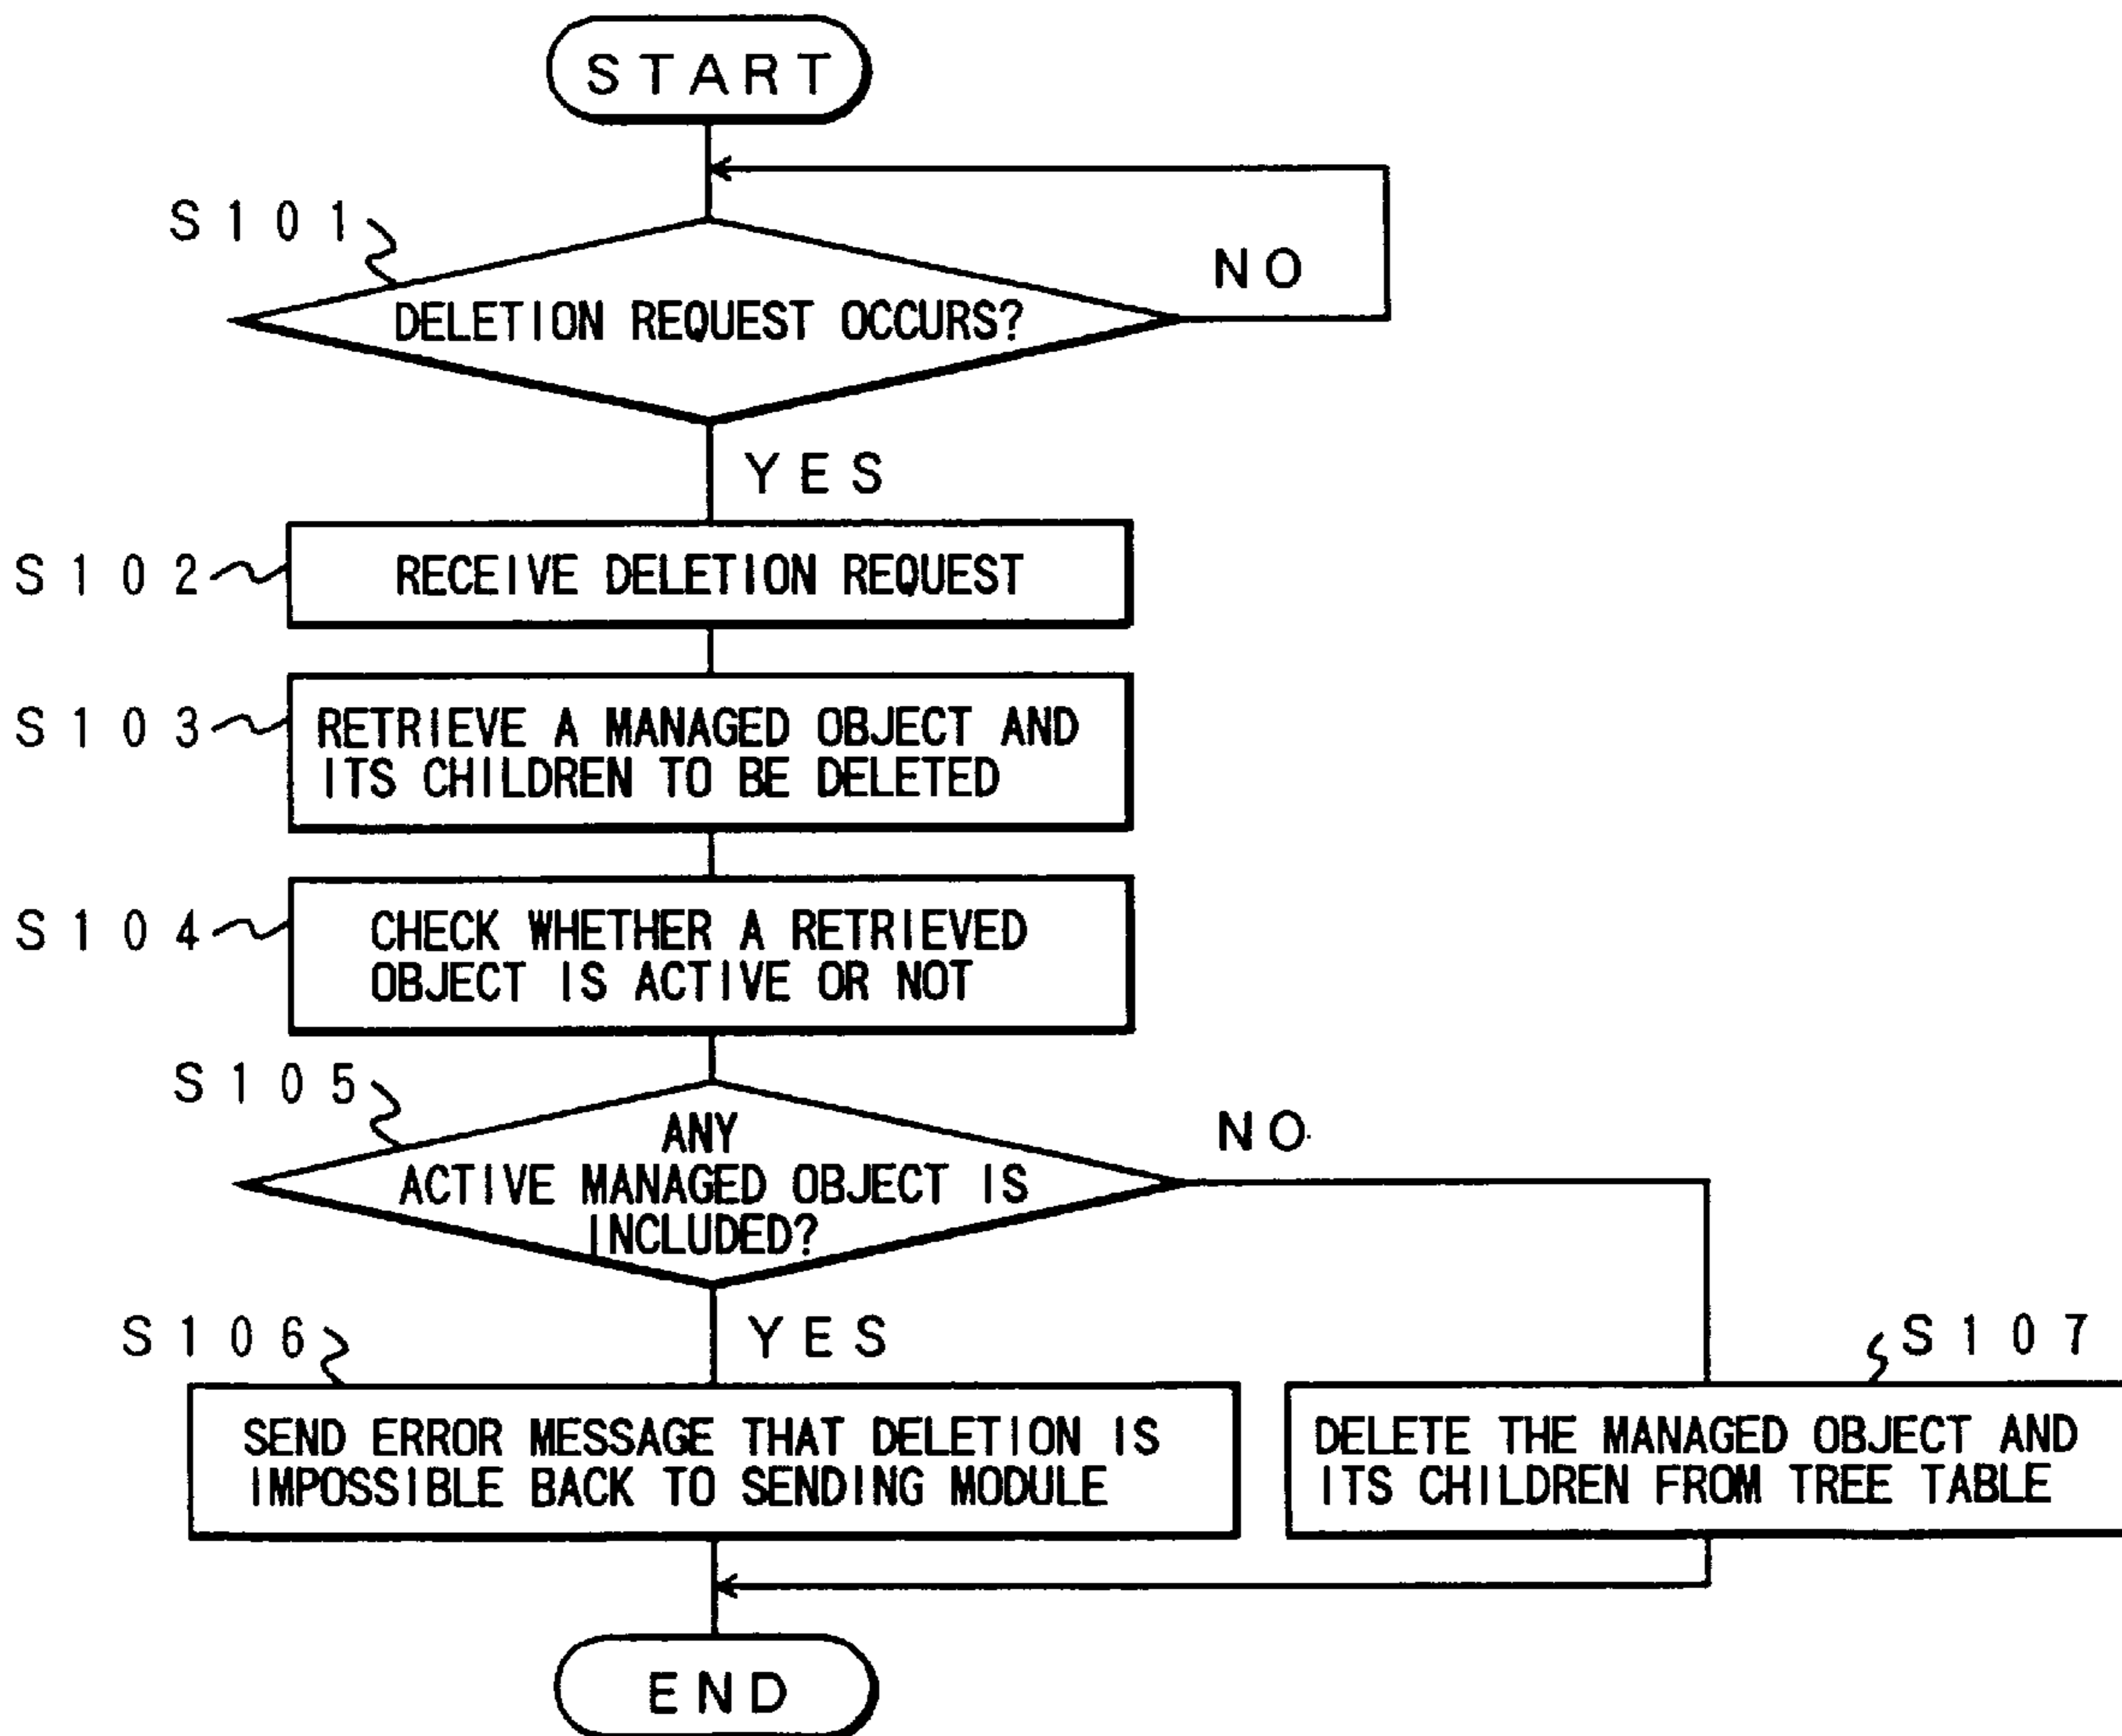 START
S101
NO
DELETION REQUEST OCCURS?
YES
S102
RECEIVE DELETION REQUEST
S103
RETRIEVE A MANAGED OBJECT AND
ITS CHILDREN TO BE DELETED
S104
CHECK WHETHER A RETRIEVED
OBJECT IS ACTIVE OR NOT
S105
NO
ANY
ACTIVE MANAGED OBJECT IS
INCLUDED?
YES
S106
S107
SEND ERROR MESSAGE THAT DELETION IS
IMPOSSIBLE BACK TO SENDING MODULE
DELETE THE MANAGED OBJECT AND
ITS CHILDREN FROM TREE TABLE
END